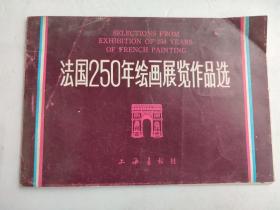 SELECTIONS FROM
EXHIBITION OF 250 YEARS
OF FRENCH PAINTING
法国250年绘画展览作品选
上海书画社